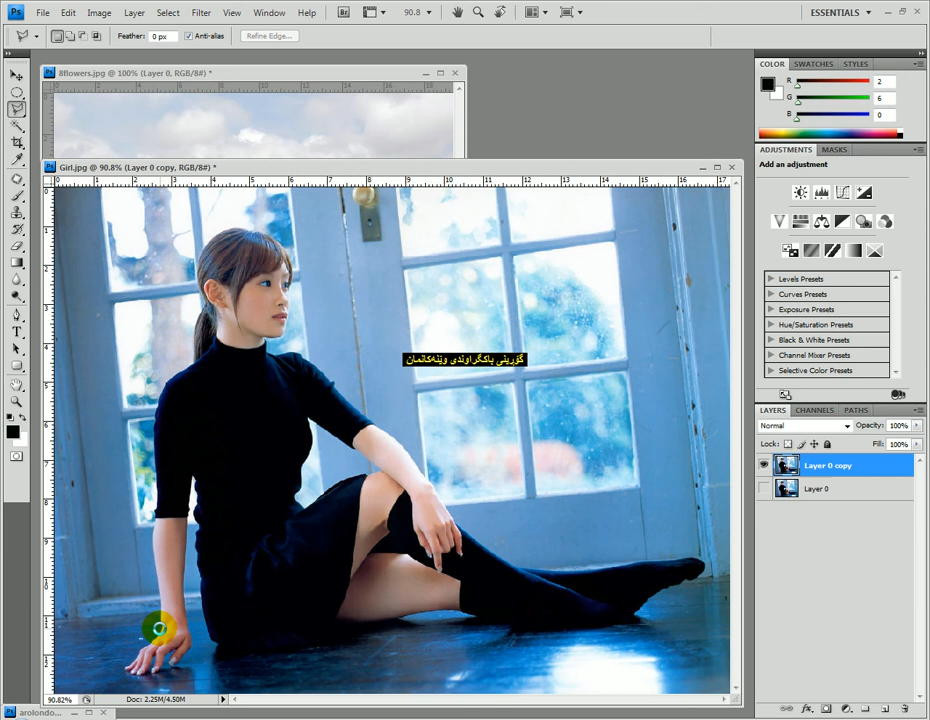 Ps File Edit Image Layer Select Filter View Window Help Br 90.8 ESSENTIALS
Feather: 0 px Anti-alias Refine Edge...
8flowers.jpg @ 100% (Layer 0, RGB/8#) *
Girl.jpg @ 90.8% (Layer 0 copy, RGB/8#) *
گۆڕینی باکگراوندی وێنەکانمان
90.82% Doc: 2.25M/4.50M
arolondo...
COLOR SWATCHES STYLES
R 2
G 6
B 0
ADJUSTMENTS MASKS
Add an adjustment
Levels Presets
Curves Presets
Exposure Presets
Hue/Saturation Presets
Black & White Presets
Channel Mixer Presets
Selective Color Presets
LAYERS CHANNELS PATHS
Normal Opacity: 100%
Lock: Fill: 100%
Layer 0 copy
Layer 0